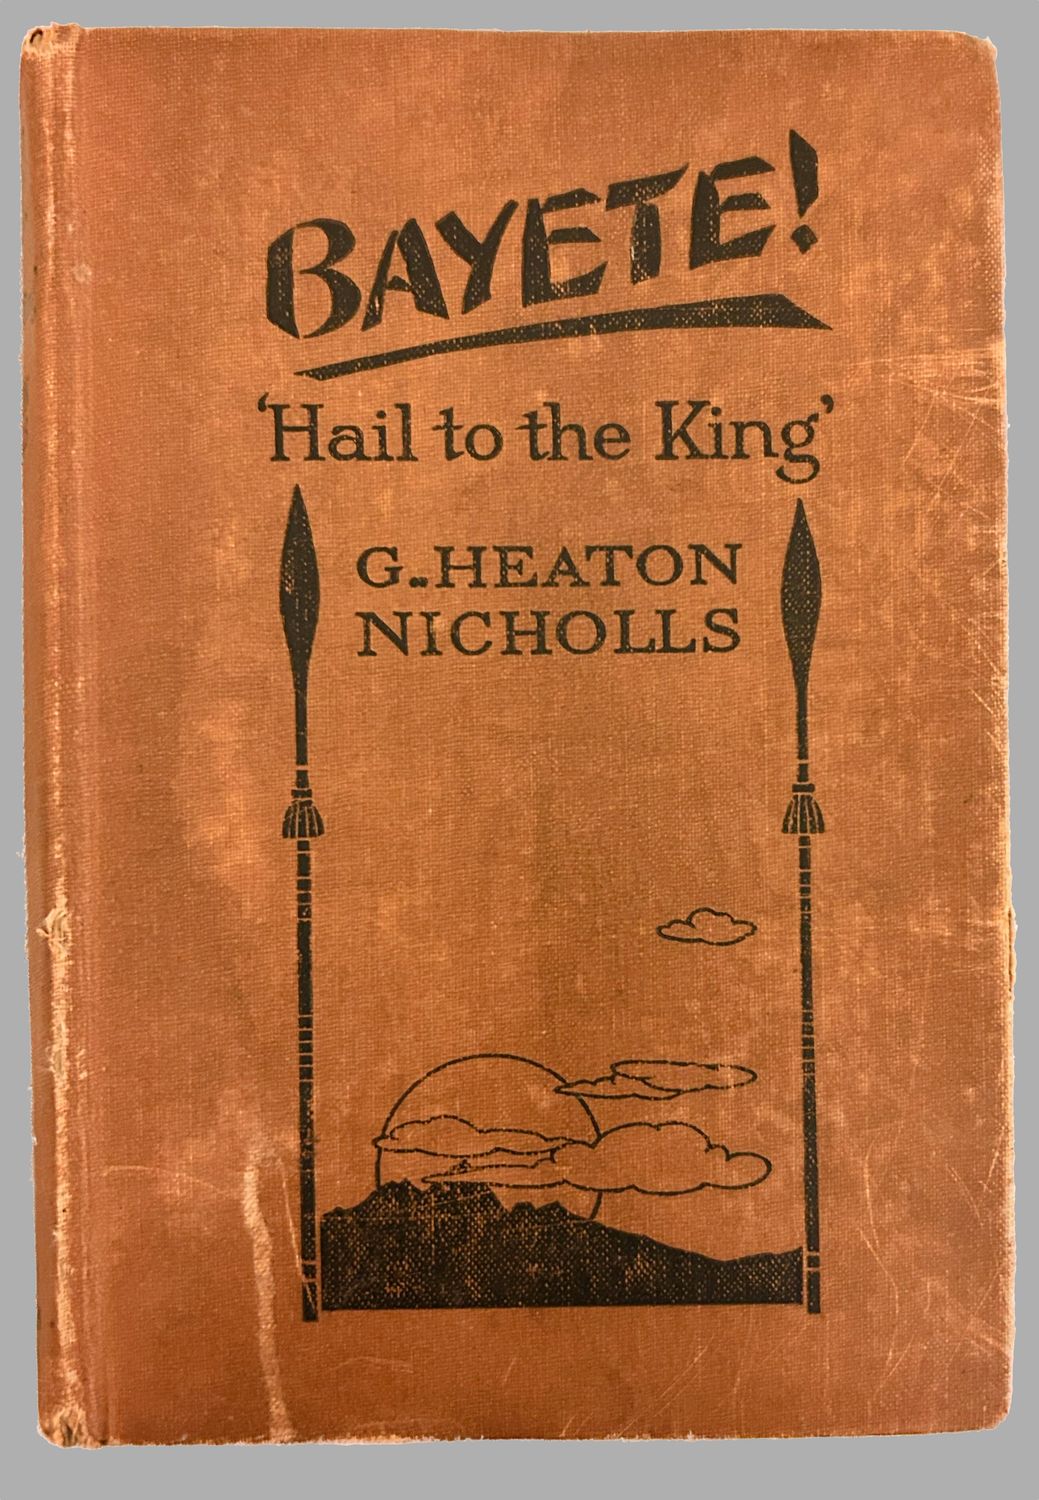 BAYETE!
‘Hail to the King’
G. HEATON
NICHOLLS